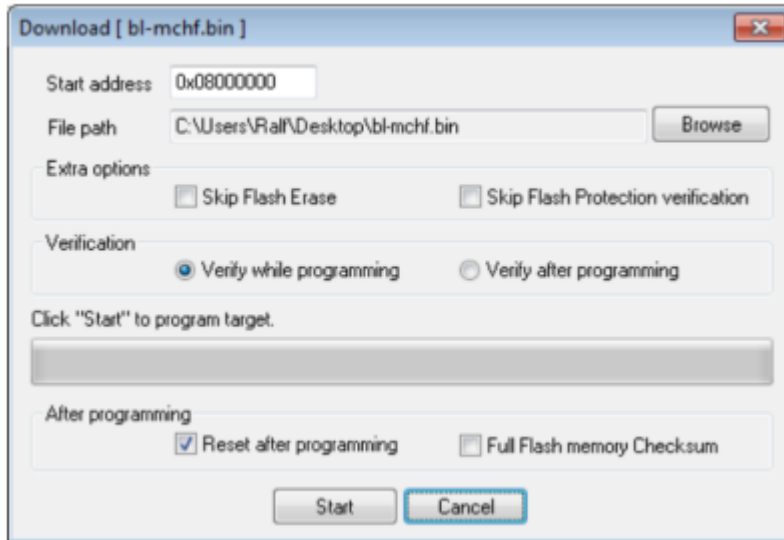 Download [ bl-mchf.bin ]
Start address 0x08000000
File path C:\Users\Ralf\Desktop\bl-mchf.bin Browse
Extra options
Skip Flash Erase Skip Flash Protection verification
Verification
Verify while programming Verify after programming
Click "Start" to program target.
After programming
Reset after programming Full Flash memory Checksum
Start Cancel